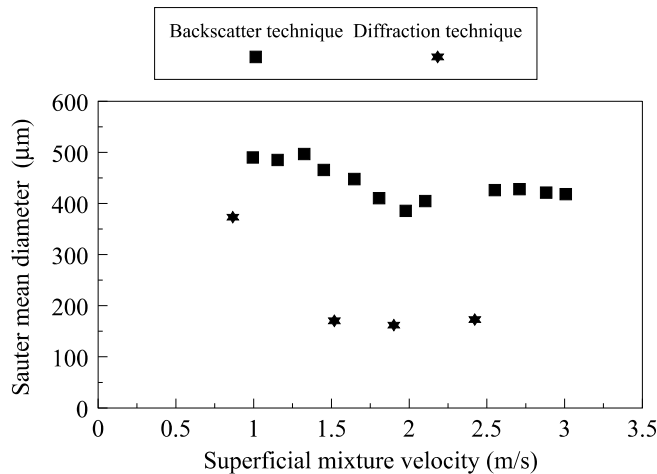 Backscatter technique Diffraction technique
600
500
400
300
200
100
0
Sauter mean diameter (μm)
0 0.5 1 1.5 2 2.5 3 3.5
Superficial mixture velocity (m/s)